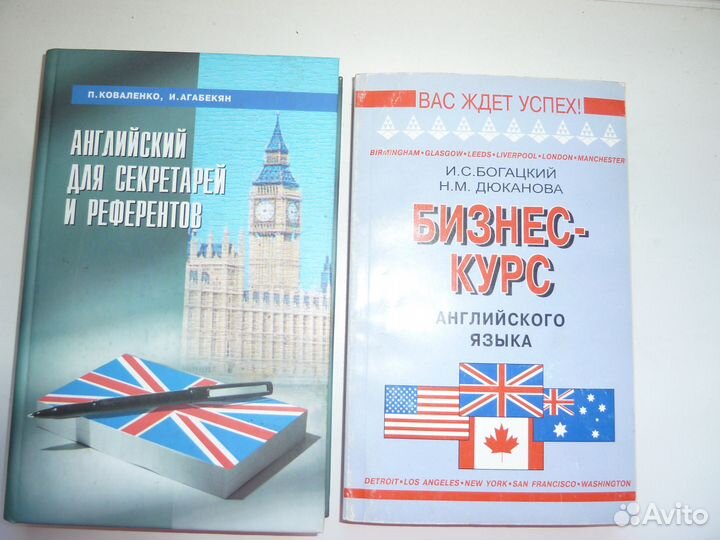 П.КОВАЛЕНКО, И.АГАБЕКЯН
АНГЛИЙСКИЙ
ДЛЯ СЕКРЕТАРЕЙ
И РЕФЕРЕНТОВ
ВАС ЖДЕТ УСПЕХ!
BIRMINGHAM•GLASGOW•LEEDS•LIVERPOOL•LONDON•MANCHESTER
И.С.БОГАЦКИЙ
Н.М. ДЮКАНОВА
БИЗНЕС-
КУРС
АНГЛИЙСКОГО
ЯЗЫКА
DETROIT•LOS ANGELES•NEW YORK•SAN FRANCISCO•WASHINGTON
Avito